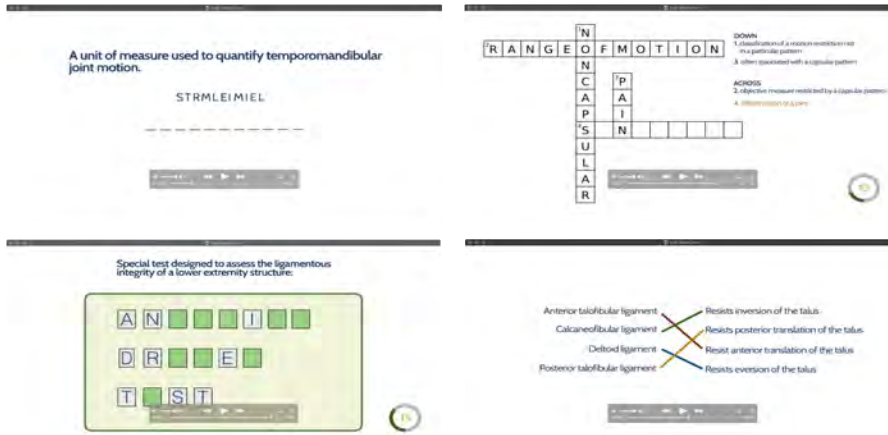 A unit of measure used to quantify temporomandibular
joint motion.
STRMLEIMIEL
NONCAPSULAR
RANGEOFMOTION
PAIN
S N
DOWN
1. classification of a motion restriction not
in a particular pattern
3. often associated with a capsular pattern
ACROSS
2. objective measure restricted by a capsular pattern
Special test designed to assess the ligamentous
integrity of a lower extremity structure:
A N I
D R E
T S T
15
Anterior talofibular ligament
Calcaneofibular ligament
Deltoid ligament
Posterior talofibular ligament
Resists inversion of the talus
Resists posterior translation of the talus
Resist anterior translation of the talus
Resists eversion of the talus